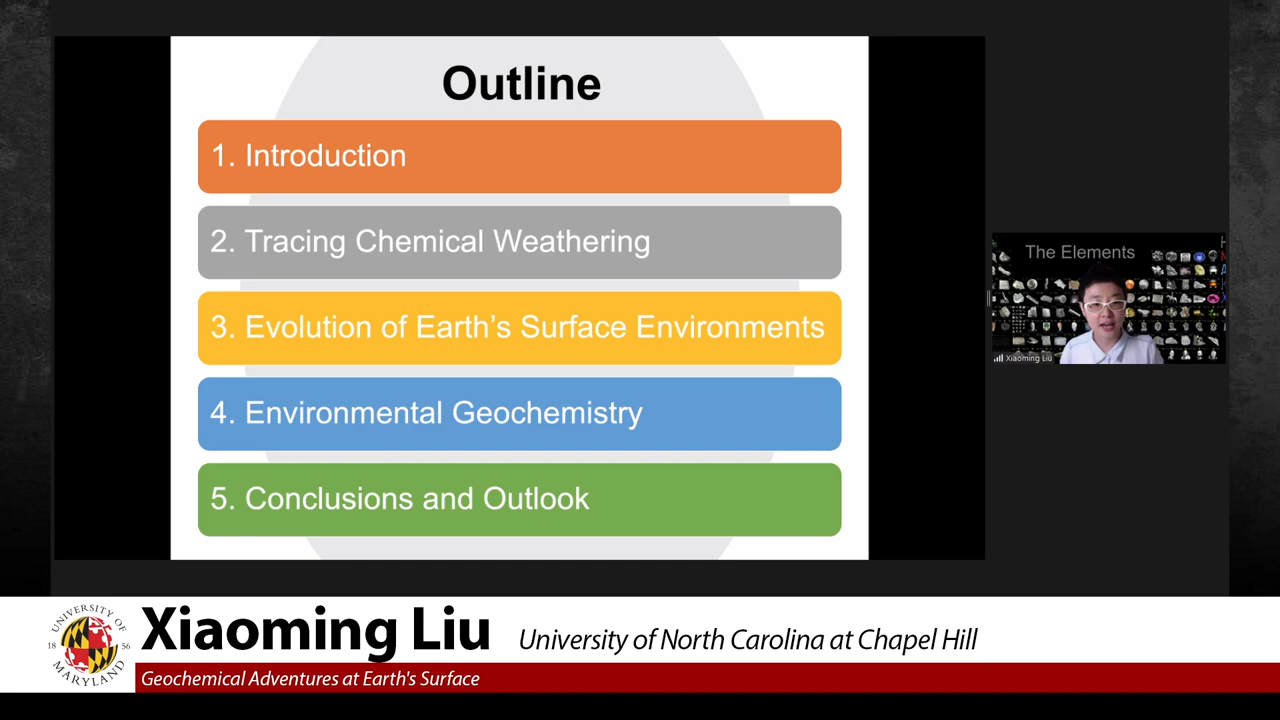 Outline
1. Introduction
2. Tracing Chemical Weathering
3. Evolution of Earth's Surface Environments
4. Environmental Geochemistry
5. Conclusions and Outlook
The Elements
H
Xiaoming Liu
UNIVERSITY OF
18 56
MARYLAND
Xiaoming Liu
University of North Carolina at Chapel Hill
Geochemical Adventures at Earth's Surface